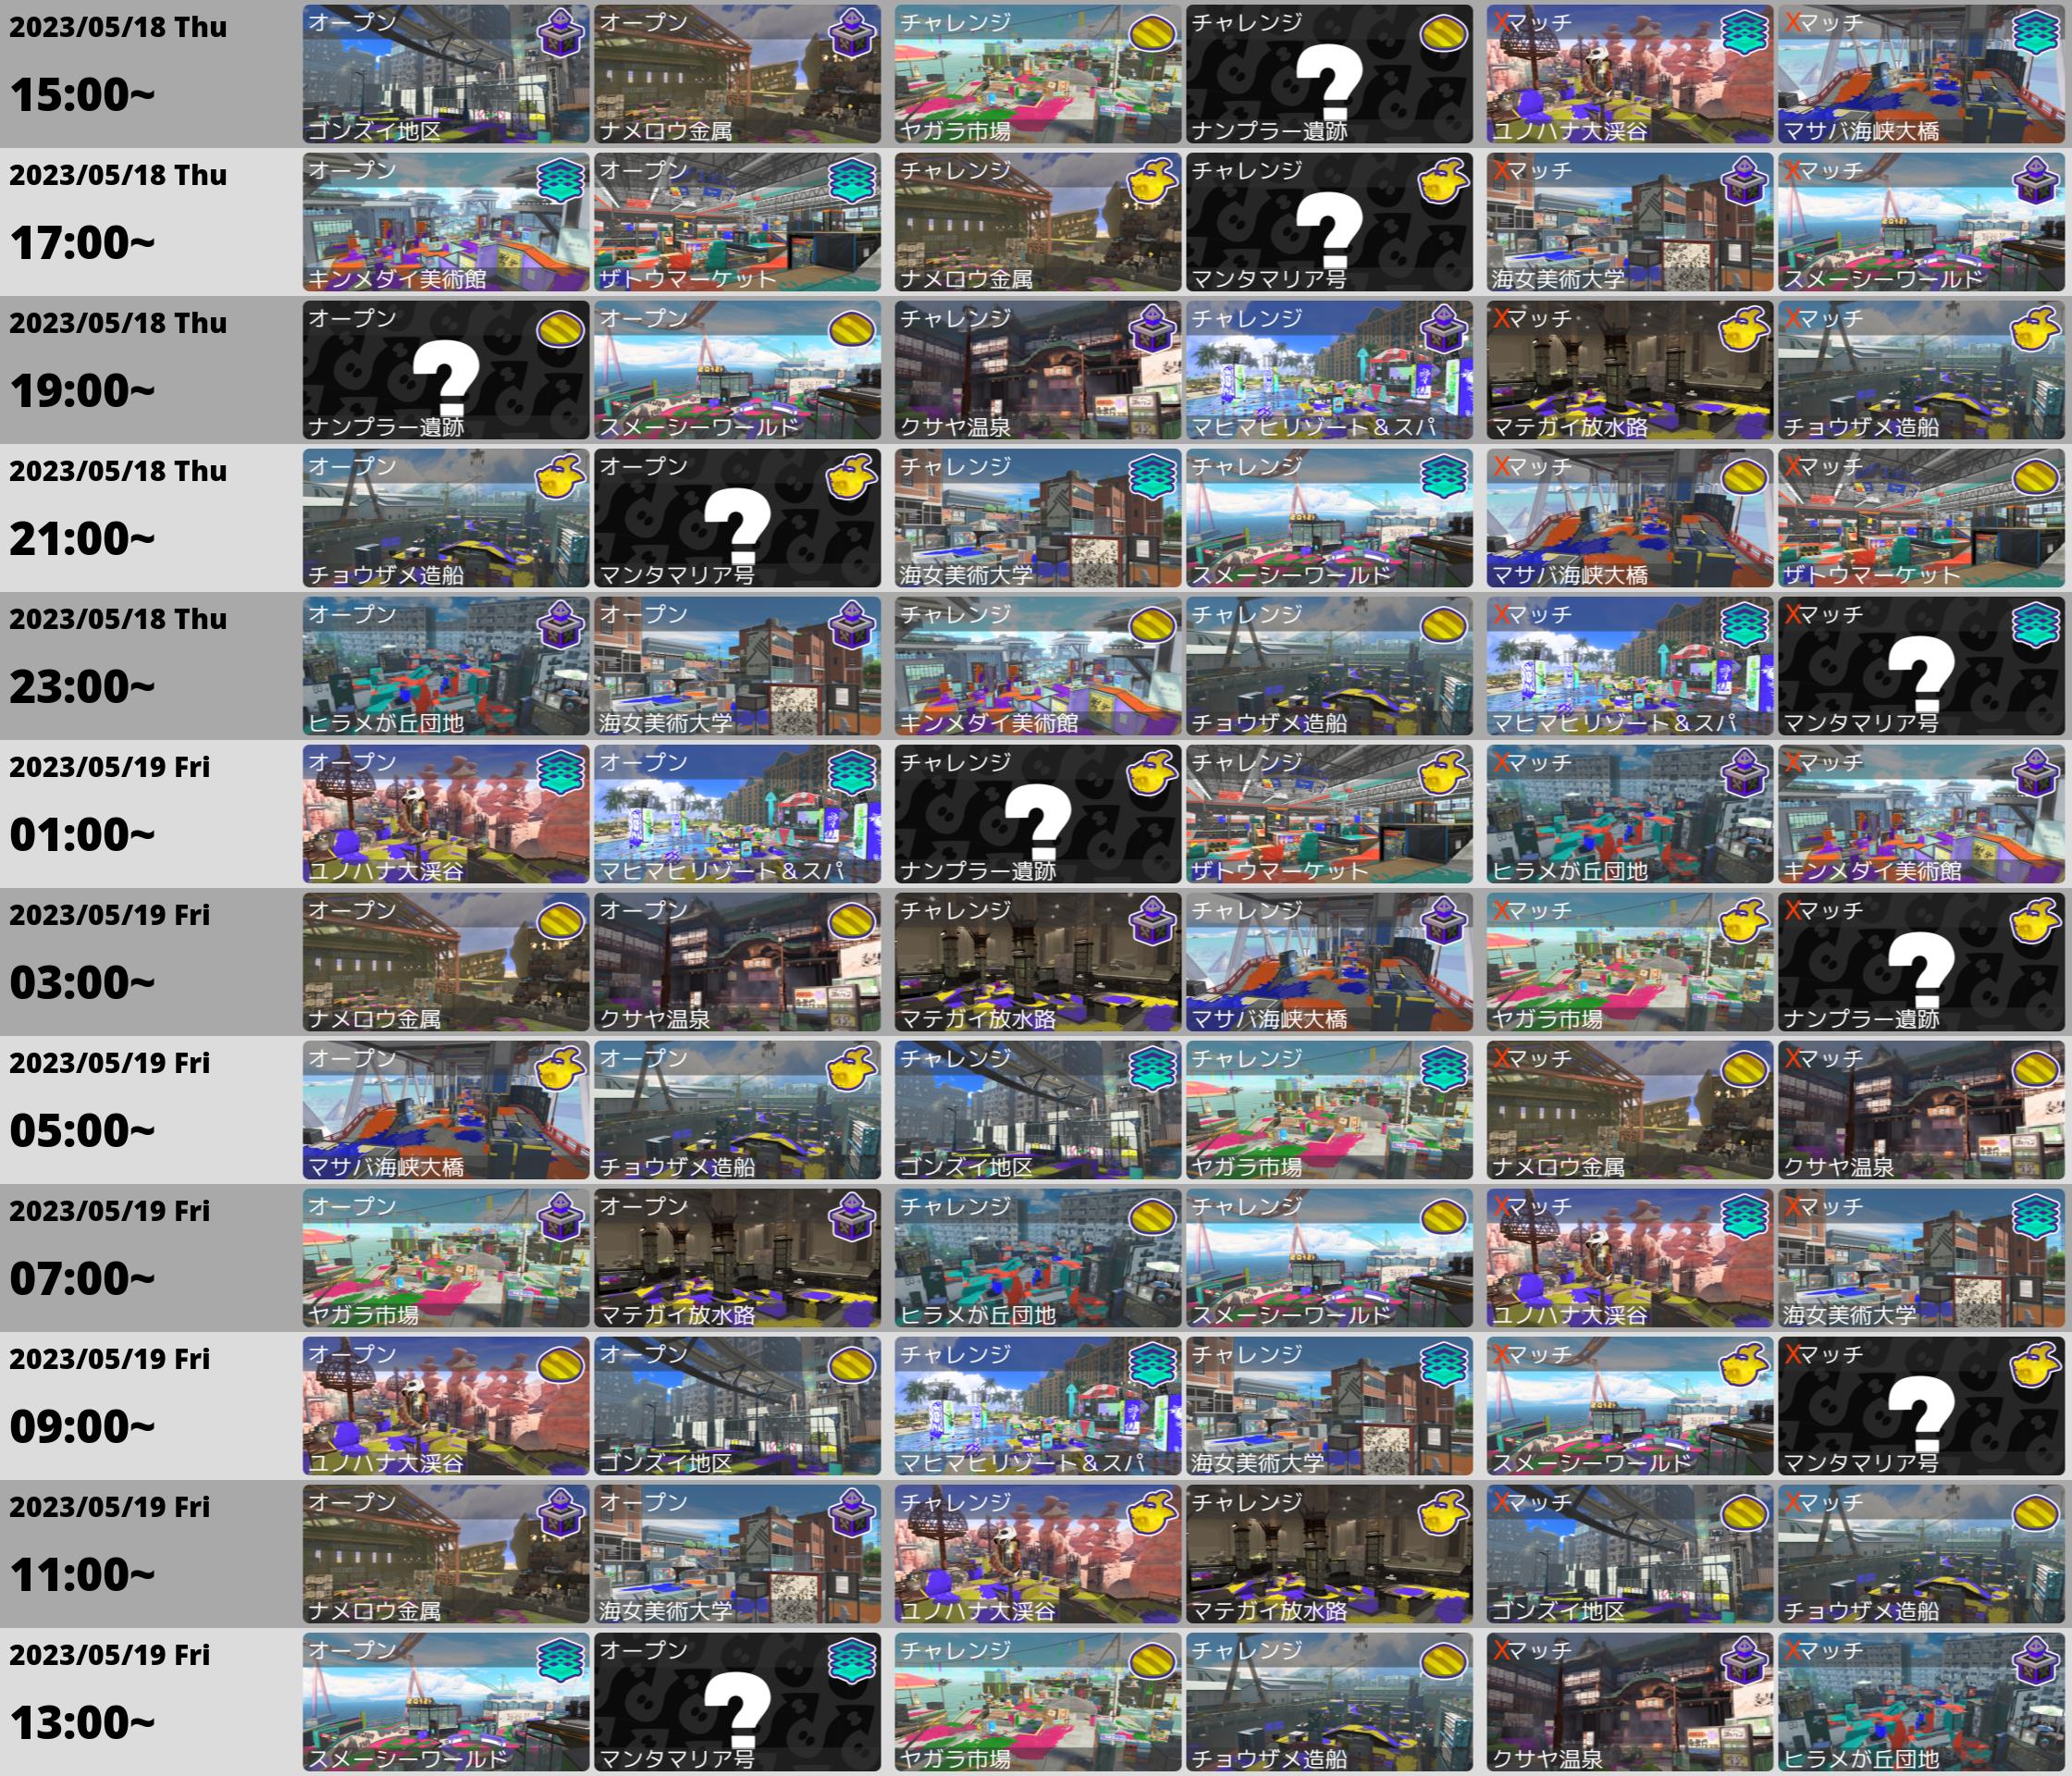 2023/05/18 Thu
15:00~
オープン
ゴンズイ地区
オープン
ナメロウ金属
チャレンジ
ヤガラ市場
チャレンジ
?
ナンプラー遺跡
Xマッチ
ユノハナ大渓谷
Xマッチ
マサバ海峡大橋
2023/05/18 Thu
17:00~
オープン
キンメダイ美術館
オープン
ザトウマーケット
チャレンジ
ナメロウ金属
チャレンジ
?
マンタマリア号
Xマッチ
海女美術大学
Xマッチ
スメーシーワールド
2023/05/18 Thu
19:00~
オープン
?
ナンプラー遺跡
オープン
スメーシーワールド
チャレンジ
クサヤ温泉
チャレンジ
マヒマヒリゾート＆スパ
Xマッチ
マテガイ放水路
Xマッチ
チョウザメ造船
2023/05/18 Thu
21:00~
オープン
チョウザメ造船
オープン
?
マンタマリア号
チャレンジ
海女美術大学
チャレンジ
スメーシーワールド
Xマッチ
マサバ海峡大橋
Xマッチ
ザトウマーケット
2023/05/18 Thu
23:00~
オープン
ヒラメが丘団地
オープン
海女美術大学
チャレンジ
キンメダイ美術館
チャレンジ
チョウザメ造船
Xマッチ
マヒマヒリゾート＆スパ
Xマッチ
?
マンタマリア号
2023/05/19 Fri
01:00~
オープン
ユノハナ大渓谷
オープン
マヒマヒリゾート＆スパ
チャレンジ
?
ナンプラー遺跡
チャレンジ
ザトウマーケット
Xマッチ
ヒラメが丘団地
Xマッチ
キンメダイ美術館
2023/05/19 Fri
03:00~
オープン
ナメロウ金属
オープン
クサヤ温泉
チャレンジ
マテガイ放水路
チャレンジ
マサバ海峡大橋
Xマッチ
ヤガラ市場
Xマッチ
?
ナンプラー遺跡
2023/05/19 Fri
05:00~
オープン
マサバ海峡大橋
オープン
チョウザメ造船
チャレンジ
ゴンズイ地区
チャレンジ
ヤガラ市場
Xマッチ
ナメロウ金属
Xマッチ
クサヤ温泉
2023/05/19 Fri
07:00~
オープン
ヤガラ市場
オープン
マテガイ放水路
チャレンジ
ヒラメが丘団地
チャレンジ
スメーシーワールド
Xマッチ
ユノハナ大渓谷
Xマッチ
海女美術大学
2023/05/19 Fri
09:00~
オープン
ユノハナ大渓谷
オープン
ゴンズイ地区
チャレンジ
マヒマヒリゾート＆スパ
チャレンジ
海女美術大学
Xマッチ
スメーシーワールド
Xマッチ
?
マンタマリア号
2023/05/19 Fri
11:00~
オープン
ナメロウ金属
オープン
海女美術大学
チャレンジ
ユノハナ大渓谷
チャレンジ
マテガイ放水路
Xマッチ
ゴンズイ地区
Xマッチ
チョウザメ造船
2023/05/19 Fri
13:00~
オープン
スメーシーワールド
オープン
?
マンタマリア号
チャレンジ
ヤガラ市場
チャレンジ
チョウザメ造船
Xマッチ
クサヤ温泉
Xマッチ
ヒラメが丘団地